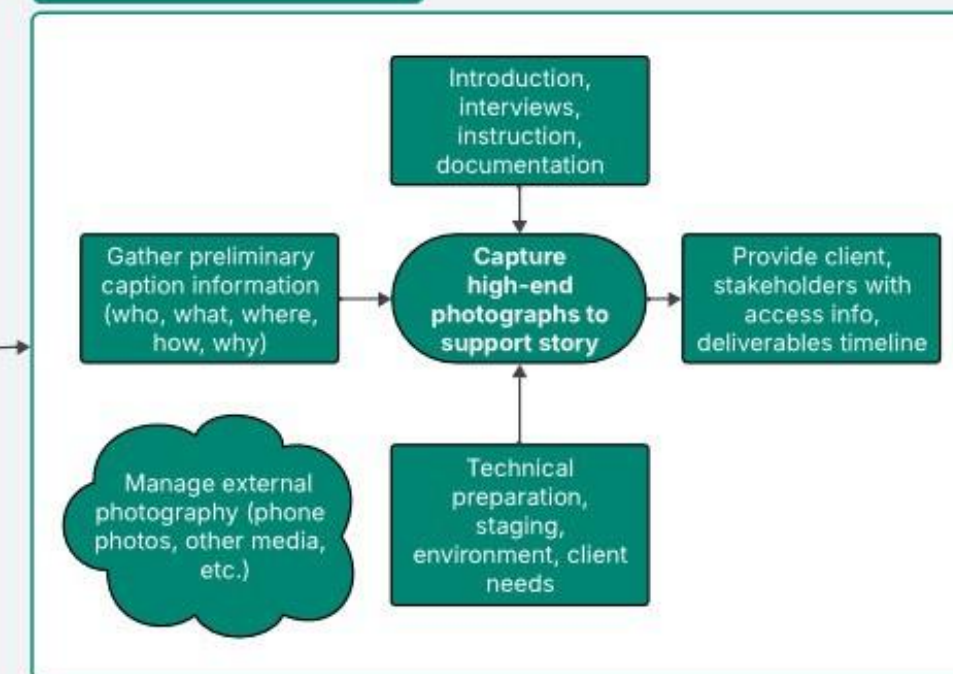 Introduction,
interviews,
instruction,
documentation
Gather preliminary
caption information
(who, what, where,
how, why)
Capture
high-end
photographs to
support story
Provide client,
stakeholders with
access info,
deliverables timeline
Manage external
photography (phone
photos, other media,
etc.)
Technical
preparation,
staging,
environment, client
needs